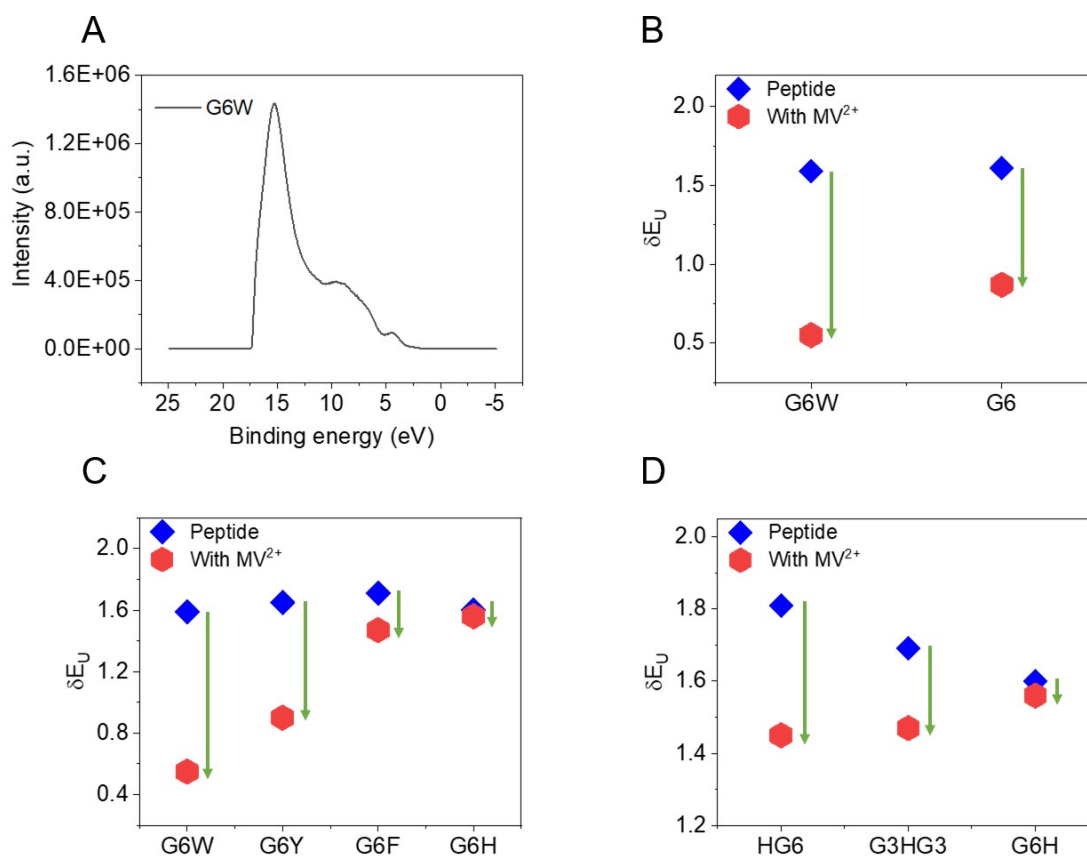 A
1.6E+06
1.2E+06
8.0E+05
4.0E+05
0.0E+00
Intensity (a.u.)
G6W
25 20 15 10 5 0 -5
Binding energy (eV)
B
Peptide
With MV²⁺
2.0
1.5
1.0
0.5
δE_U
G6W G6
C
Peptide
With MV²⁺
2.0
1.6
1.2
0.8
0.4
δE_U
G6W G6Y G6F G6H
D
Peptide
With MV²⁺
2.0
1.8
1.6
1.4
1.2
δE_U
HG6 G3HG3 G6H